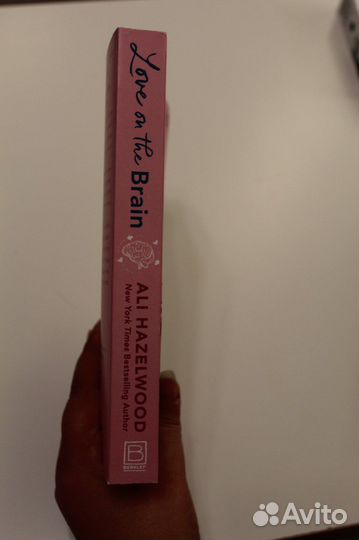 Love on the Brain
ALI HAZELWOOD
New York Times Bestselling Author
B
BERKLEY
Avito